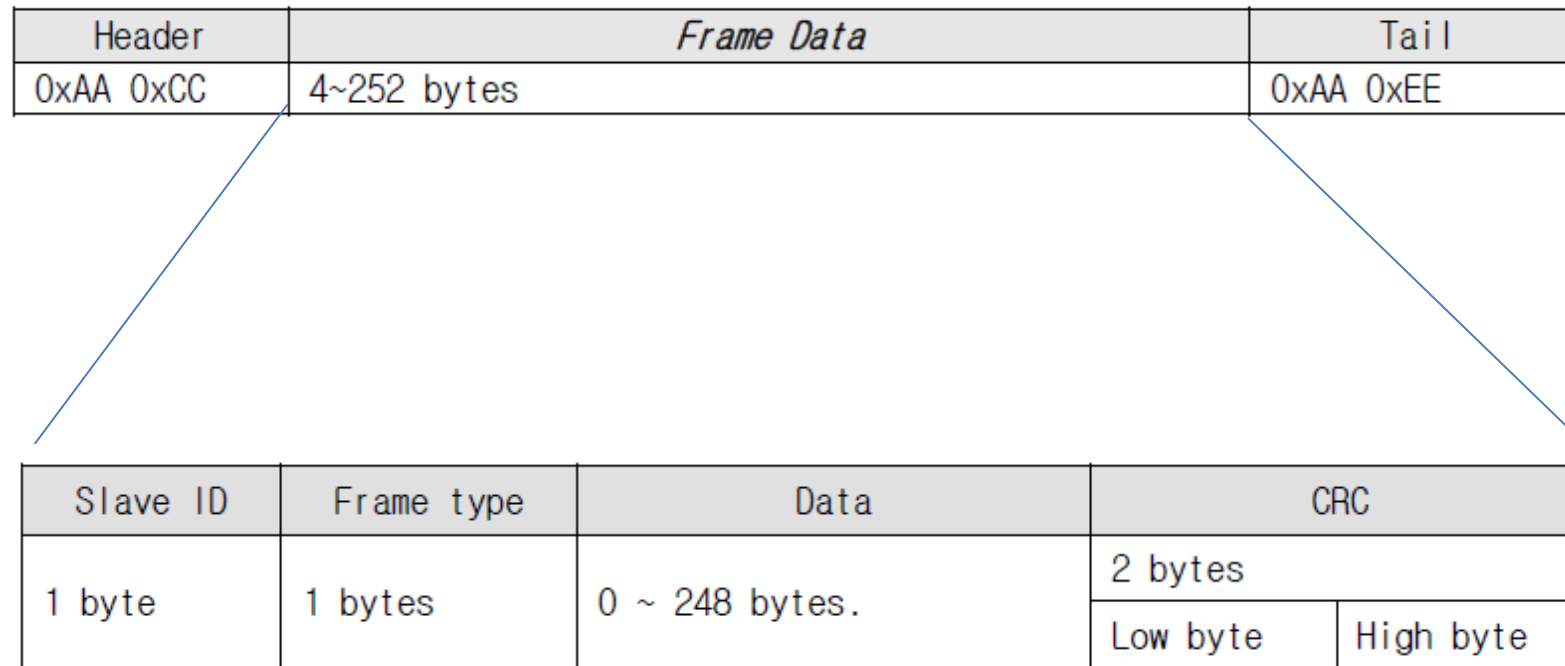 Header Frame Data Tail
0xAA 0xCC 4~252 bytes 0xAA 0xEE
Slave ID Frame type Data CRC
1 byte 1 bytes 0 ~ 248 bytes. 2 bytes
Low byte High byte